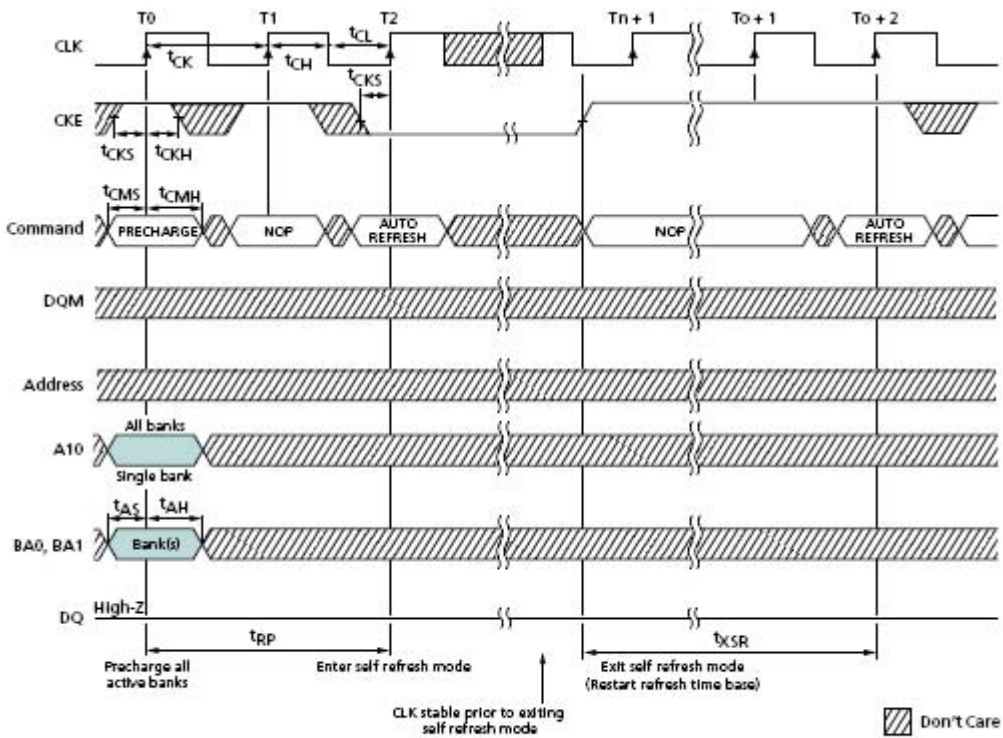 T0 T1 T2 Tn + 1 To + 1 To + 2
CLK
tCK tCH tCL
tCKS
CKE
tCKS tCKH
tCMS tCMH
Command PRECHARGE NOP AUTO REFRESH NOP AUTO REFRESH
DQM
Address
All banks
A10
Single bank
tAS tAH
BA0, BA1 Bank(s)
High-Z
DQ
tRP tXSR
Precharge all
active banks
Enter self refresh mode
Exit self refresh mode
(Restart refresh time base)
CLK stable prior to exiting
self refresh mode
Don't Care